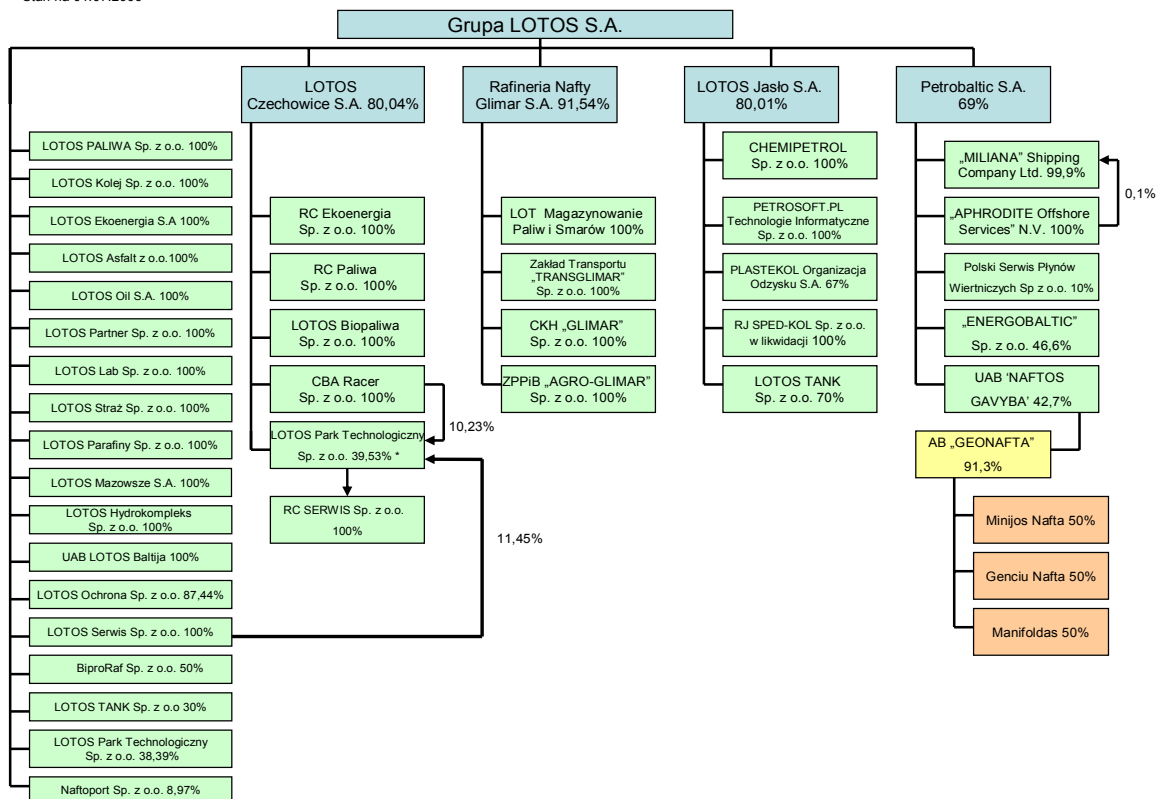 Grupa LOTOS S.A.
LOTOS
Czechowice S.A. 80,04%
Rafineria Nafty
Glimar S.A. 91,54%
LOTOS Jasło S.A.
80,01%
Petrobaltic S.A.
69%
LOTOS PALIWA Sp. z o.o. 100%
LOTOS Kolej Sp. z o.o. 100%
LOTOS Ekoenergia S.A 100%
LOTOS Asfalt z o.o.100%
LOTOS Oil S.A. 100%
LOTOS Partner Sp. z o.o. 100%
LOTOS Lab Sp. z o.o. 100%
LOTOS Straż Sp. z o.o. 100%
LOTOS Parafiny Sp. z o.o. 100%
LOTOS Mazowsze S.A. 100%
LOTOS Hydrokompleks
Sp. z o.o. 100%
UAB LOTOS Baltija 100%
LOTOS Ochrona Sp. z o.o. 87,44%
LOTOS Serwis Sp. z o.o. 100%
BiproRaf Sp. z o.o. 50%
LOTOS TANK Sp. z o.o 30%
LOTOS Park Technologiczny
Sp. z o.o. 38,39%
Naftoport Sp. z o.o. 8,97%
RC Ekoenergia
Sp. z o.o. 100%
RC Paliwa
Sp. z o.o. 100%
LOTOS Biopaliwa
Sp. z o.o. 100%
CBA Racer
Sp. z o.o. 100%
10,23%
LOTOS Park Technologiczny
Sp. z o.o. 39,53% *
RC SERWIS Sp. z o.o.
100%
11,45%
LOT Magazynowanie
Paliw i Smarów 100%
Zakład Transportu
„TRANSGLIMAR”
Sp. z o.o. 100%
CKH „GLIMAR”
Sp. z o.o. 100%
ZPPiB „AGRO-GLIMAR”
Sp. z o.o. 100%
CHEMIPETROL
Sp. z o.o. 100%
PETROSOFT.PL
Technologie Informatyczne
Sp. z o.o. 100%
PLASTEKOL Organizacja
Odzysku S.A. 67%
RJ SPED-KOL Sp. z o.o.
w likwidacji 100%
LOTOS TANK
Sp. z o.o. 70%
„MILIANA” Shipping
Company Ltd. 99,9%
0,1%
„APHRODITE Offshore
Services” N.V. 100%
Polski Serwis Płynów
Wiertniczych Sp z o.o. 10%
„ENERGOBALTIC”
Sp. z o.o. 46,6%
UAB ‘NAFTOS
GAVYBA’ 42,7%
AB „GEONAFTA”
91,3%
Minijos Nafta 50%
Genciu Nafta 50%
Manifoldas 50%